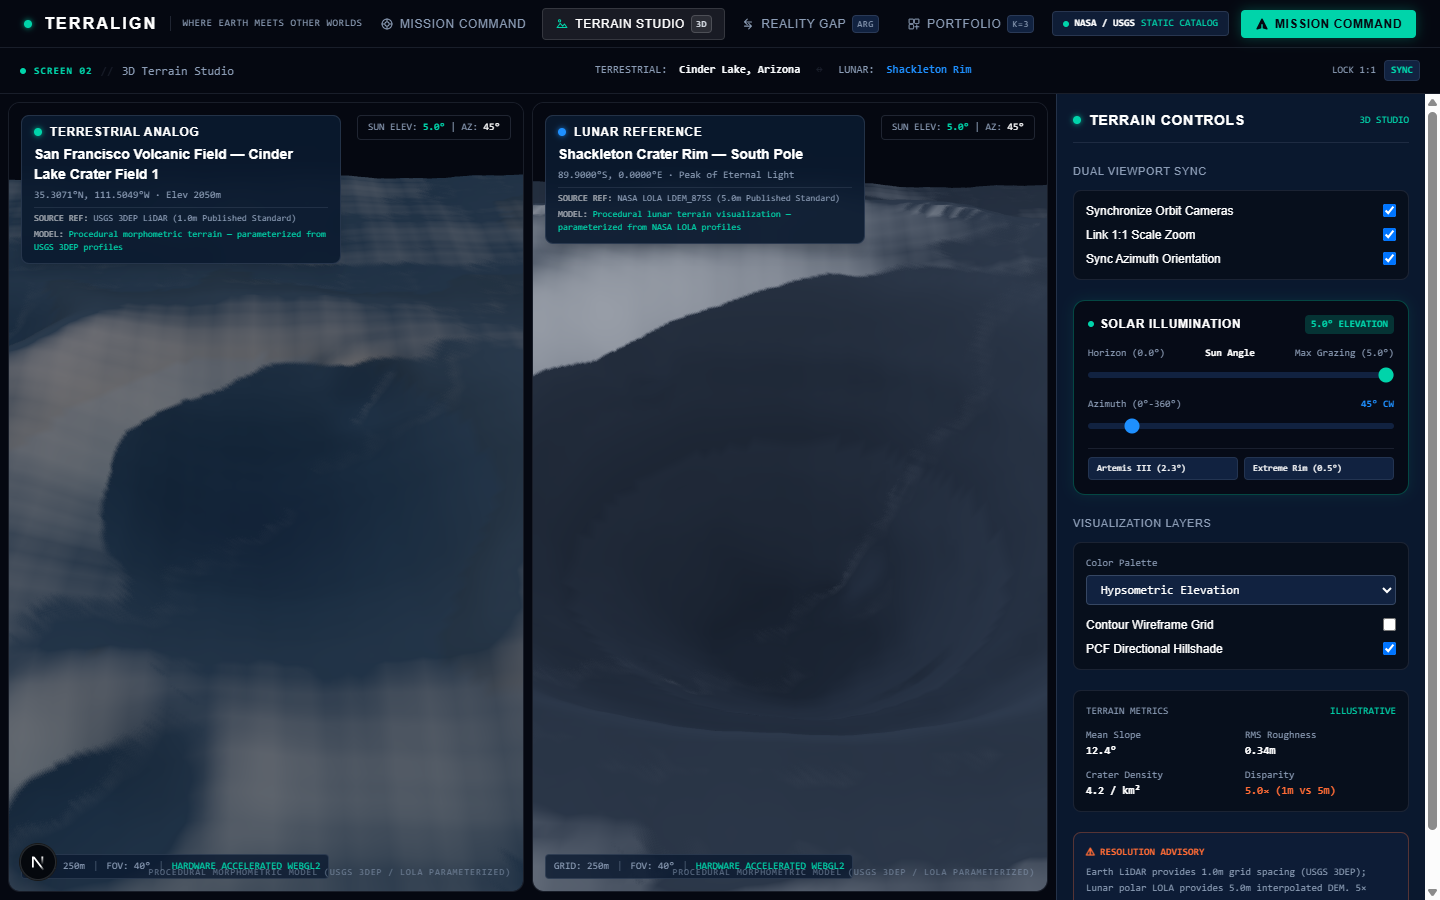 TERRALIGN
WHERE EARTH MEETS OTHER WORLDS
MISSION COMMAND
TERRAIN STUDIO 3D
REALITY GAP ARG
PORTFOLIO K=3
NASA / USGS STATIC CATALOG
MISSION COMMAND
SCREEN 02 // 3D Terrain Studio
TERRESTRIAL: Cinder Lake, Arizona
LUNAR: Shackleton Rim
LOCK 1:1 SYNC
TERRESTRIAL ANALOG
San Francisco Volcanic Field — Cinder
Lake Crater Field 1
35.3071°N, 111.5049°W · Elev 2050m
SOURCE REF: USGS 3DEP LiDAR (1.0m Published Standard)
MODEL: Procedural morphometric terrain — parameterized from
USGS 3DEP profiles
SUN ELEV: 5.0° | AZ: 45°
250m | FOV: 40° | HARDWARE ACCELERATED WEBGL2
PROCEDURAL MORPHOMETRIC MODEL (USGS 3DEP / LOLA PARAMETERIZED)
N
LUNAR REFERENCE
Shackleton Crater Rim — South Pole
89.9000°S, 0.0000°E · Peak of Eternal Light
SOURCE REF: NASA LOLA LDEM_875S (5.0m Published Standard)
MODEL: Procedural lunar terrain visualization —
parameterized from NASA LOLA profiles
SUN ELEV: 5.0° | AZ: 45°
GRID: 250m | FOV: 40° | HARDWARE ACCELERATED WEBGL2
PROCEDURAL MORPHOMETRIC MODEL (USGS 3DEP / LOLA PARAMETERIZED)
TERRAIN CONTROLS
3D STUDIO
DUAL VIEWPORT SYNC
Synchronize Orbit Cameras
Link 1:1 Scale Zoom
Sync Azimuth Orientation
SOLAR ILLUMINATION
5.0° ELEVATION
Horizon (0.0°) Sun Angle Max Grazing (5.0°)
Azimuth (0°-360°) 45° CW
Artemis III (2.3°) Extreme Rim (0.5°)
VISUALIZATION LAYERS
Color Palette
Hypsometric Elevation
Contour Wireframe Grid
PCF Directional Hillshade
TERRAIN METRICS ILLUSTRATIVE
Mean Slope RMS Roughness
12.4° 0.34m
Crater Density Disparity
4.2 / km² 5.0× (1m vs 5m)
⚠ RESOLUTION ADVISORY
Earth LiDAR provides 1.0m grid spacing (USGS 3DEP);
Lunar polar LOLA provides 5.0m interpolated DEM. 5×